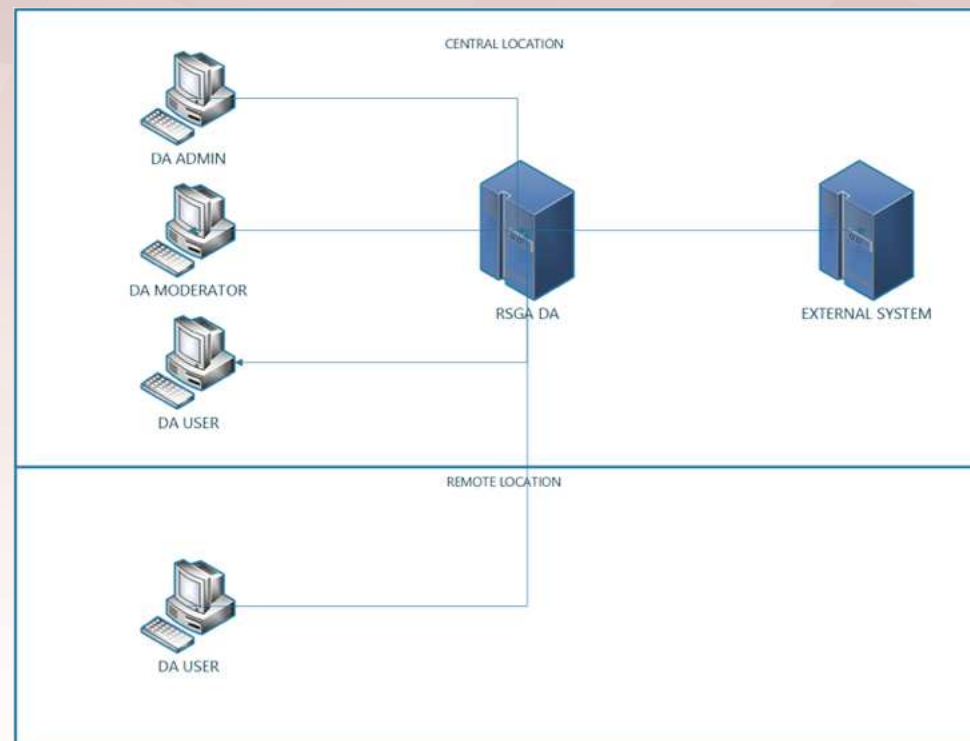 CENTRAL LOCATION
DA ADMIN
DA MODERATOR
RSGA DA
EXTERNAL SYSTEM
DA USER
REMOTE LOCATION
DA USER